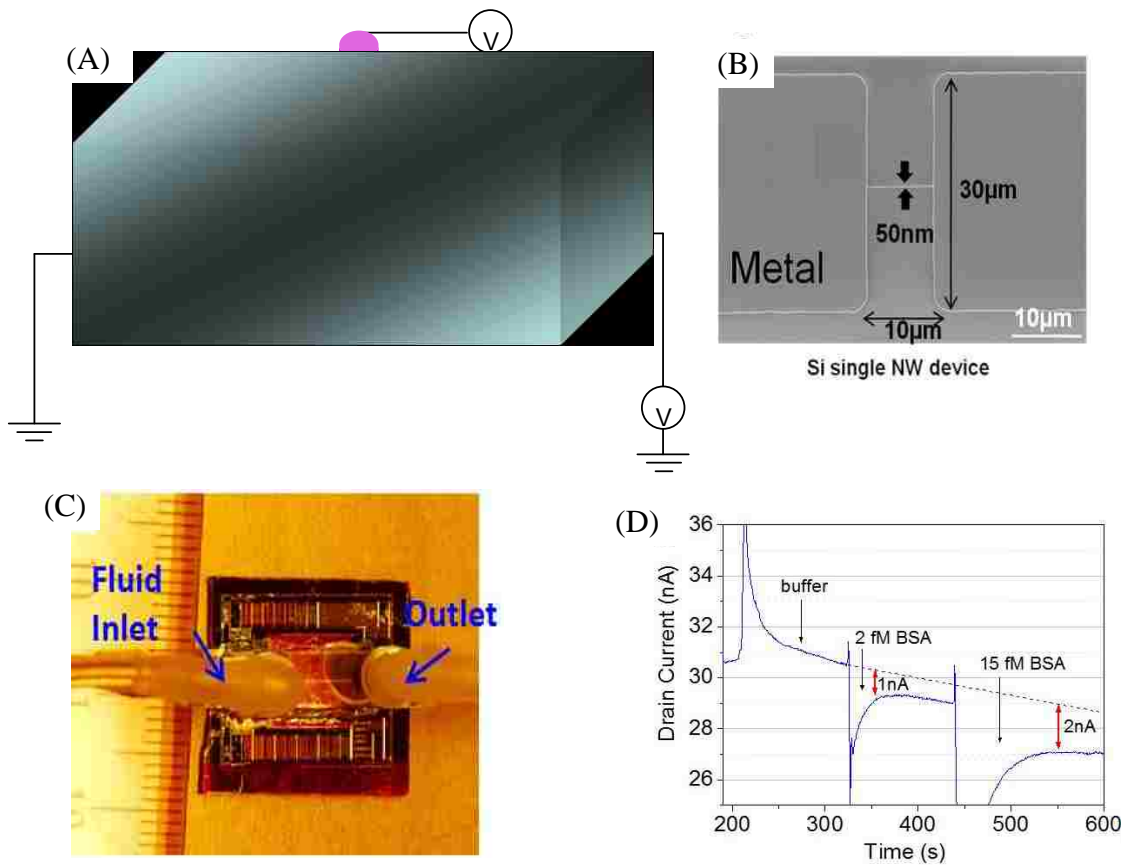 (A)
V
V
(B)
Metal
50nm
30µm
10µm
10µm
Si single NW device
(C)
Fluid
Inlet
Outlet
(D)
Drain Current (nA)
36
34
32
30
28
26
buffer
2 fM BSA
1nA
15 fM BSA
2nA
200
300
400
500
600
Time (s)